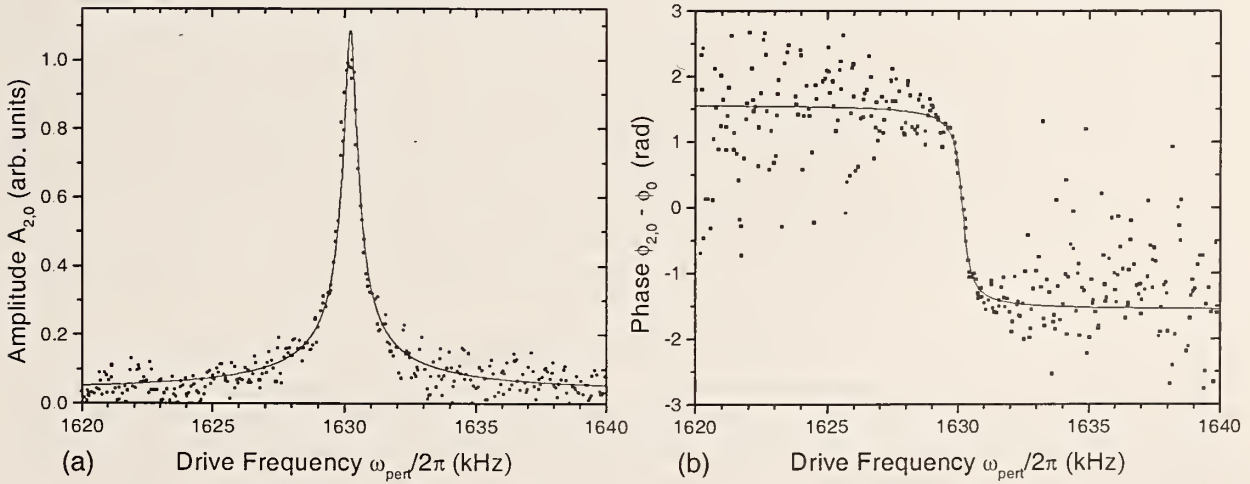 1.0
0.8
0.6
0.4
0.2
0.0
Amplitude A2,0 (arb. units)
1620 1625 1630 1635 1640
(a) Drive Frequency ωpert/2π (kHz)
3
2
1
0
-1
-2
-3
Phase ϕ2,0 - ϕ0 (rad)
1620 1625 1630 1635 1640
(b) Drive Frequency ωpert/2π (kHz)